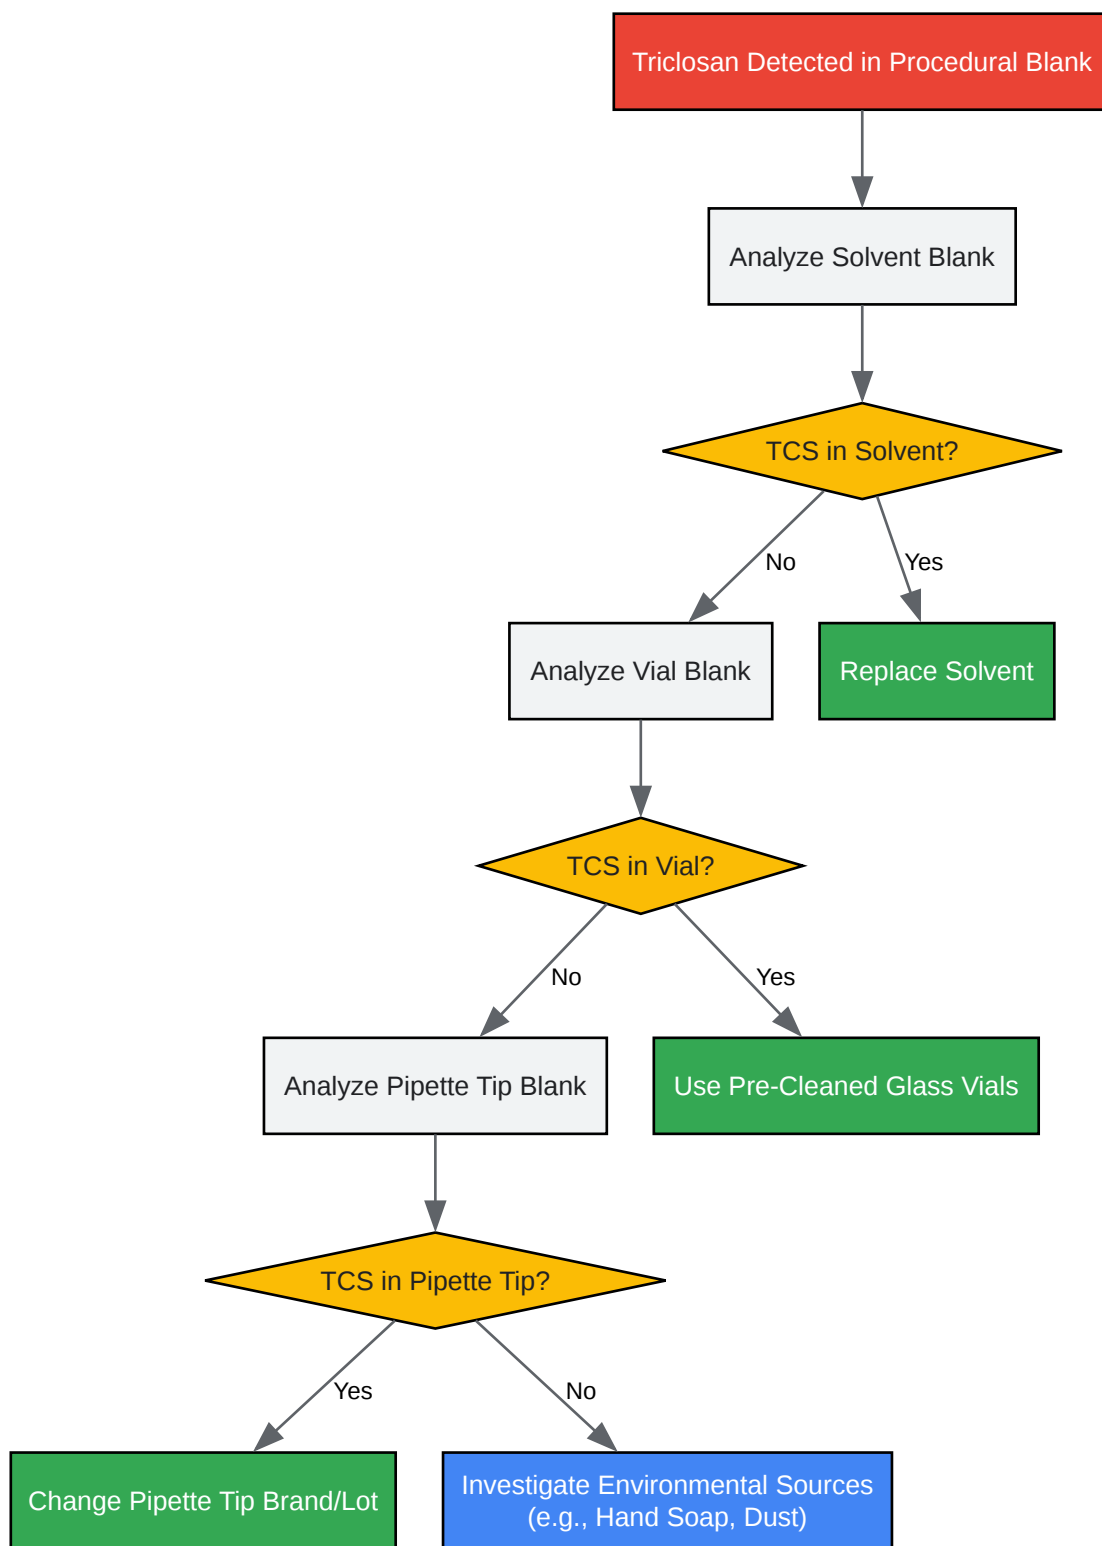 Triclosan Detected in Procedural Blank
Analyze Solvent Blank
TCS in Solvent?
No
Yes
Analyze Vial Blank
Replace Solvent
TCS in Vial?
No
Yes
Analyze Pipette Tip Blank
Use Pre-Cleaned Glass Vials
TCS in Pipette Tip?
Yes
No
Change Pipette Tip Brand/Lot
Investigate Environmental Sources
(e.g., Hand Soap, Dust)